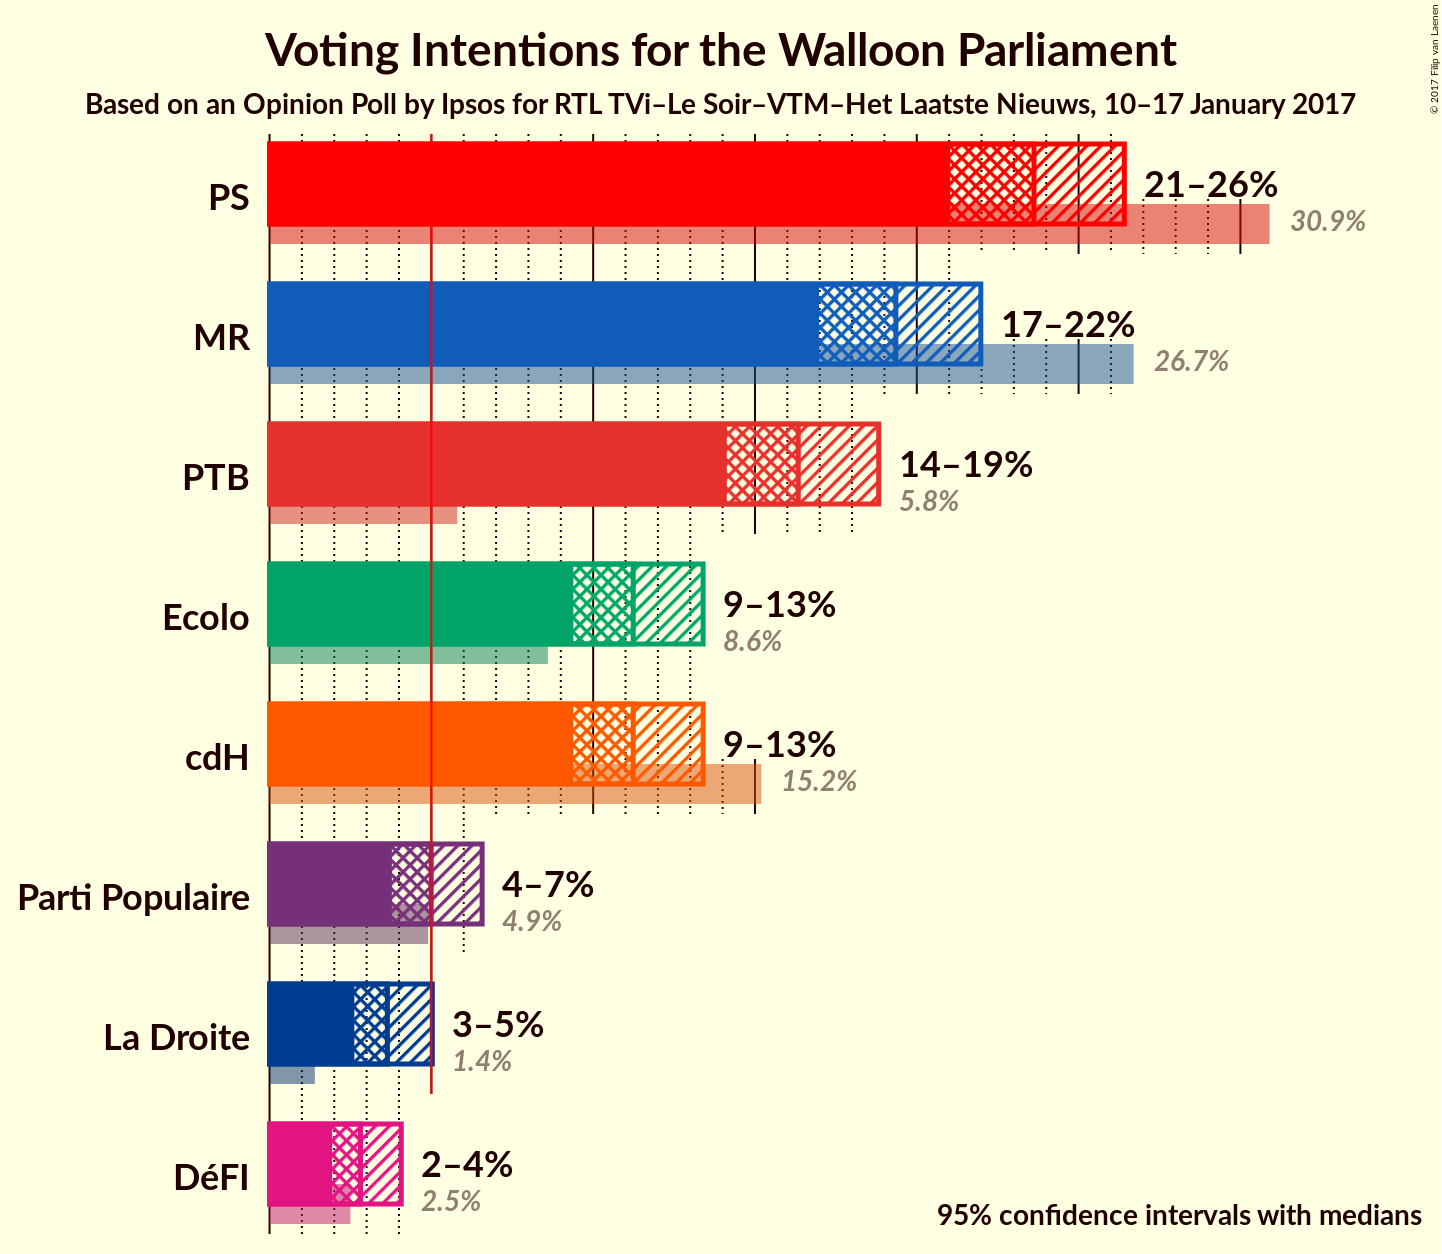 Voting Intentions for the Walloon Parliament
Based on an Opinion Poll by Ipsos for RTL TVi–Le Soir–VTM–Het Laatste Nieuws, 10–17 January 2017
© 2017 Filip van Laenen
PS
21–26%
30.9%
MR
17–22%
26.7%
PTB
14–19%
5.8%
Ecolo
9–13%
8.6%
cdH
9–13%
15.2%
Parti Populaire
4–7%
4.9%
La Droite
3–5%
1.4%
DéFI
2–4%
2.5%
95% confidence intervals with medians